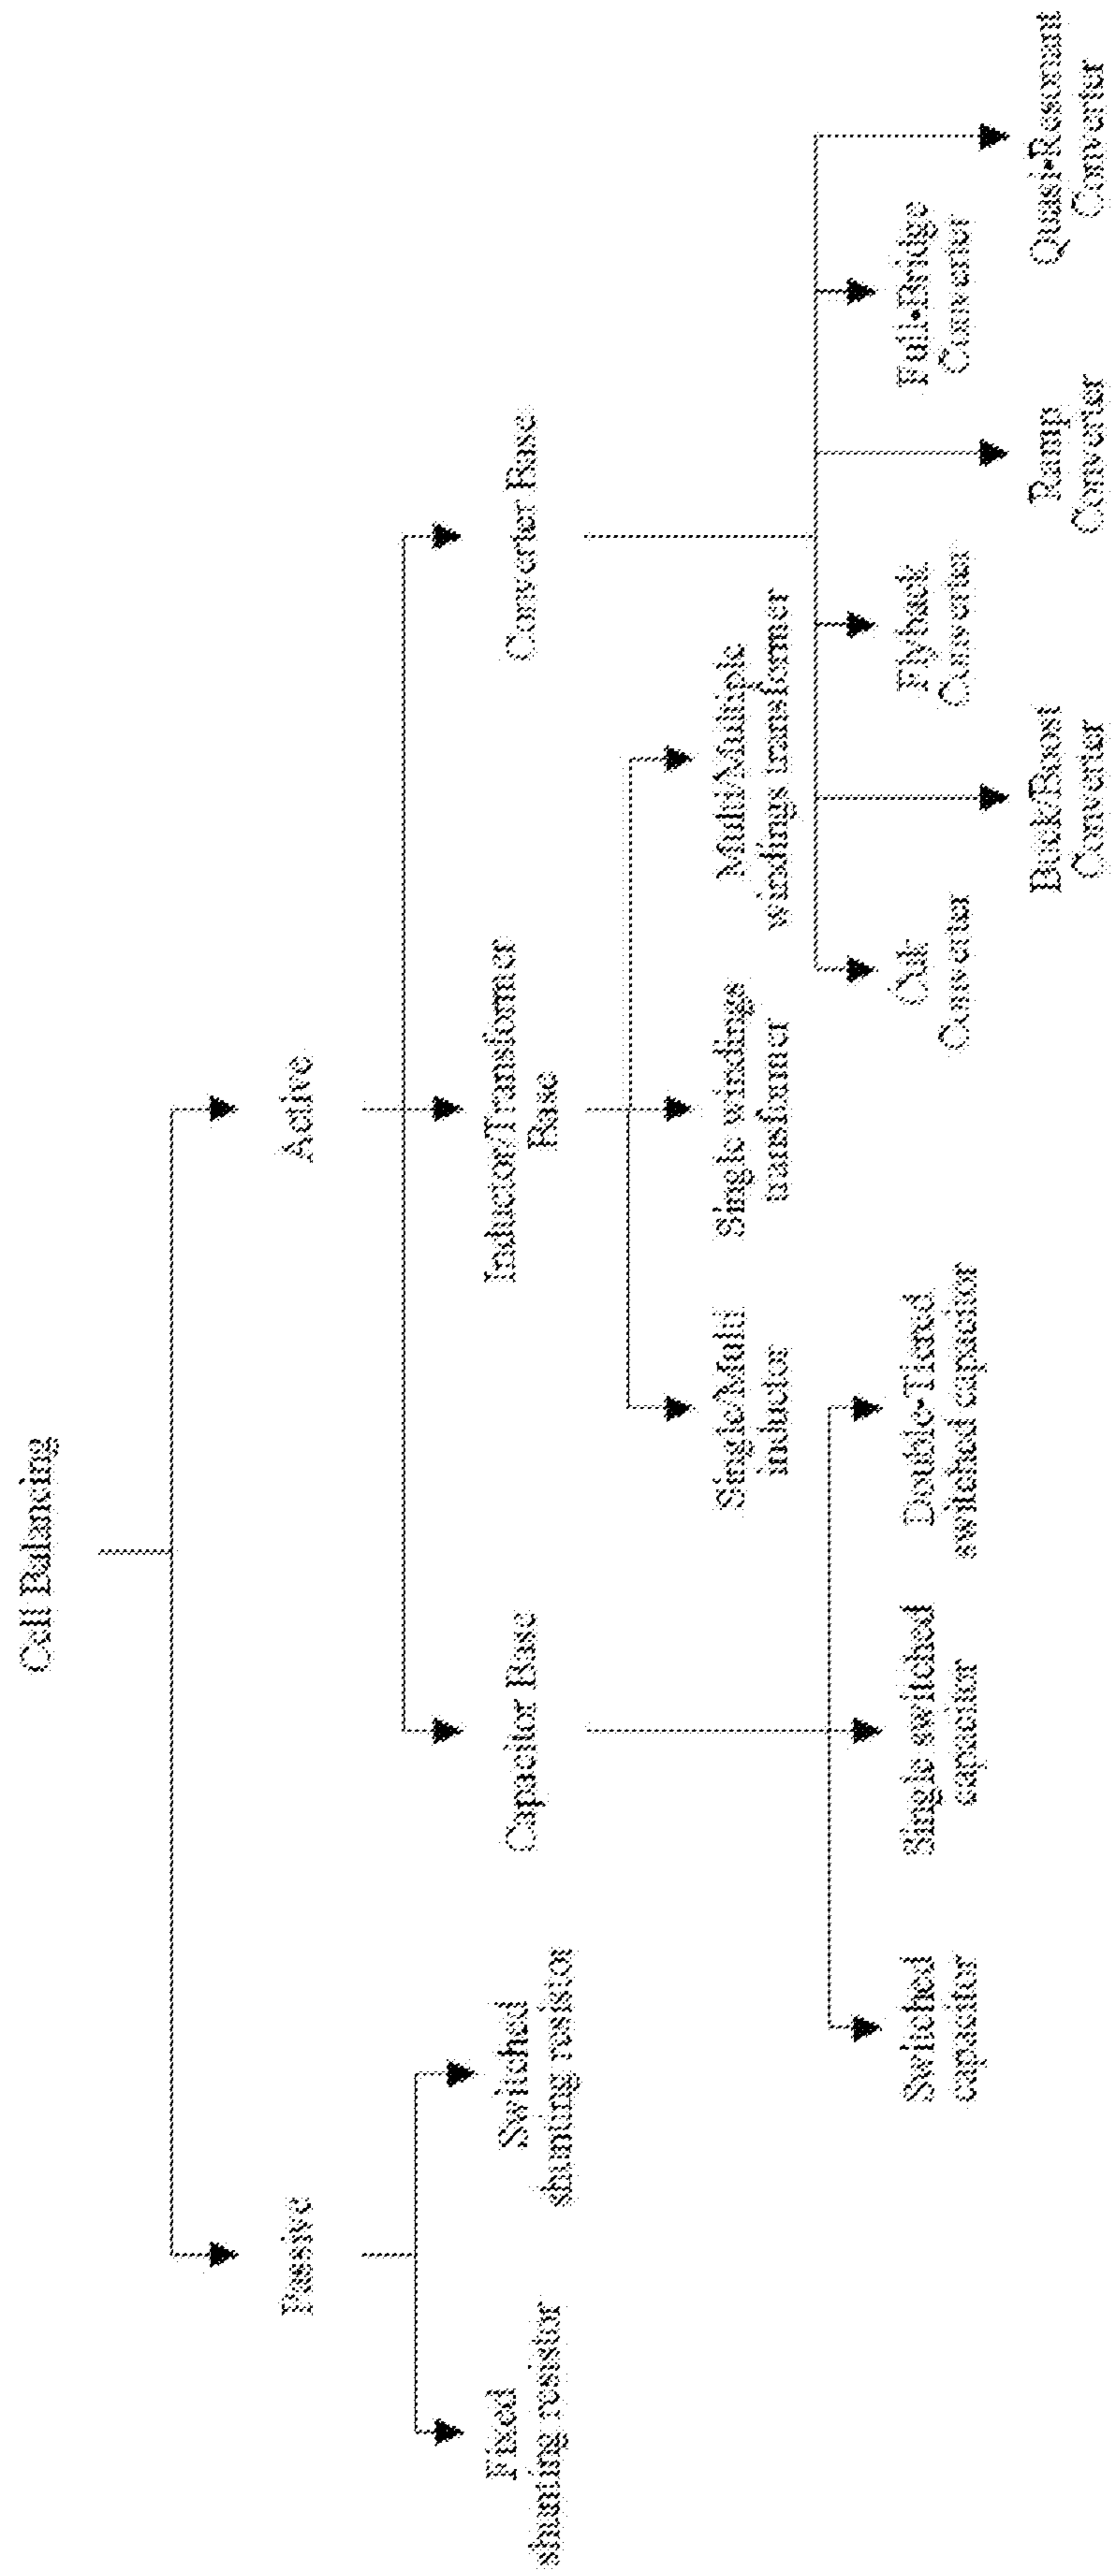 Cell Balancing
Passive
Active
Fixed
shunting resistor
Switched
shunting resistor
Capacitor Base
Inductor/Transformer
Base
Converter Base
Switched
capacitor
Single switched
capacitor
Double-Tiered
switched capacitor
Single/Multi
inductor
Single windings
transformer
Multi/Multiple
windings transformer
Ćuk
Converter
Buck/Boost
Converter
Flyback
Converter
Ramp
Converter
Full-Bridge
Converter
Quasi-Resonant
Converter